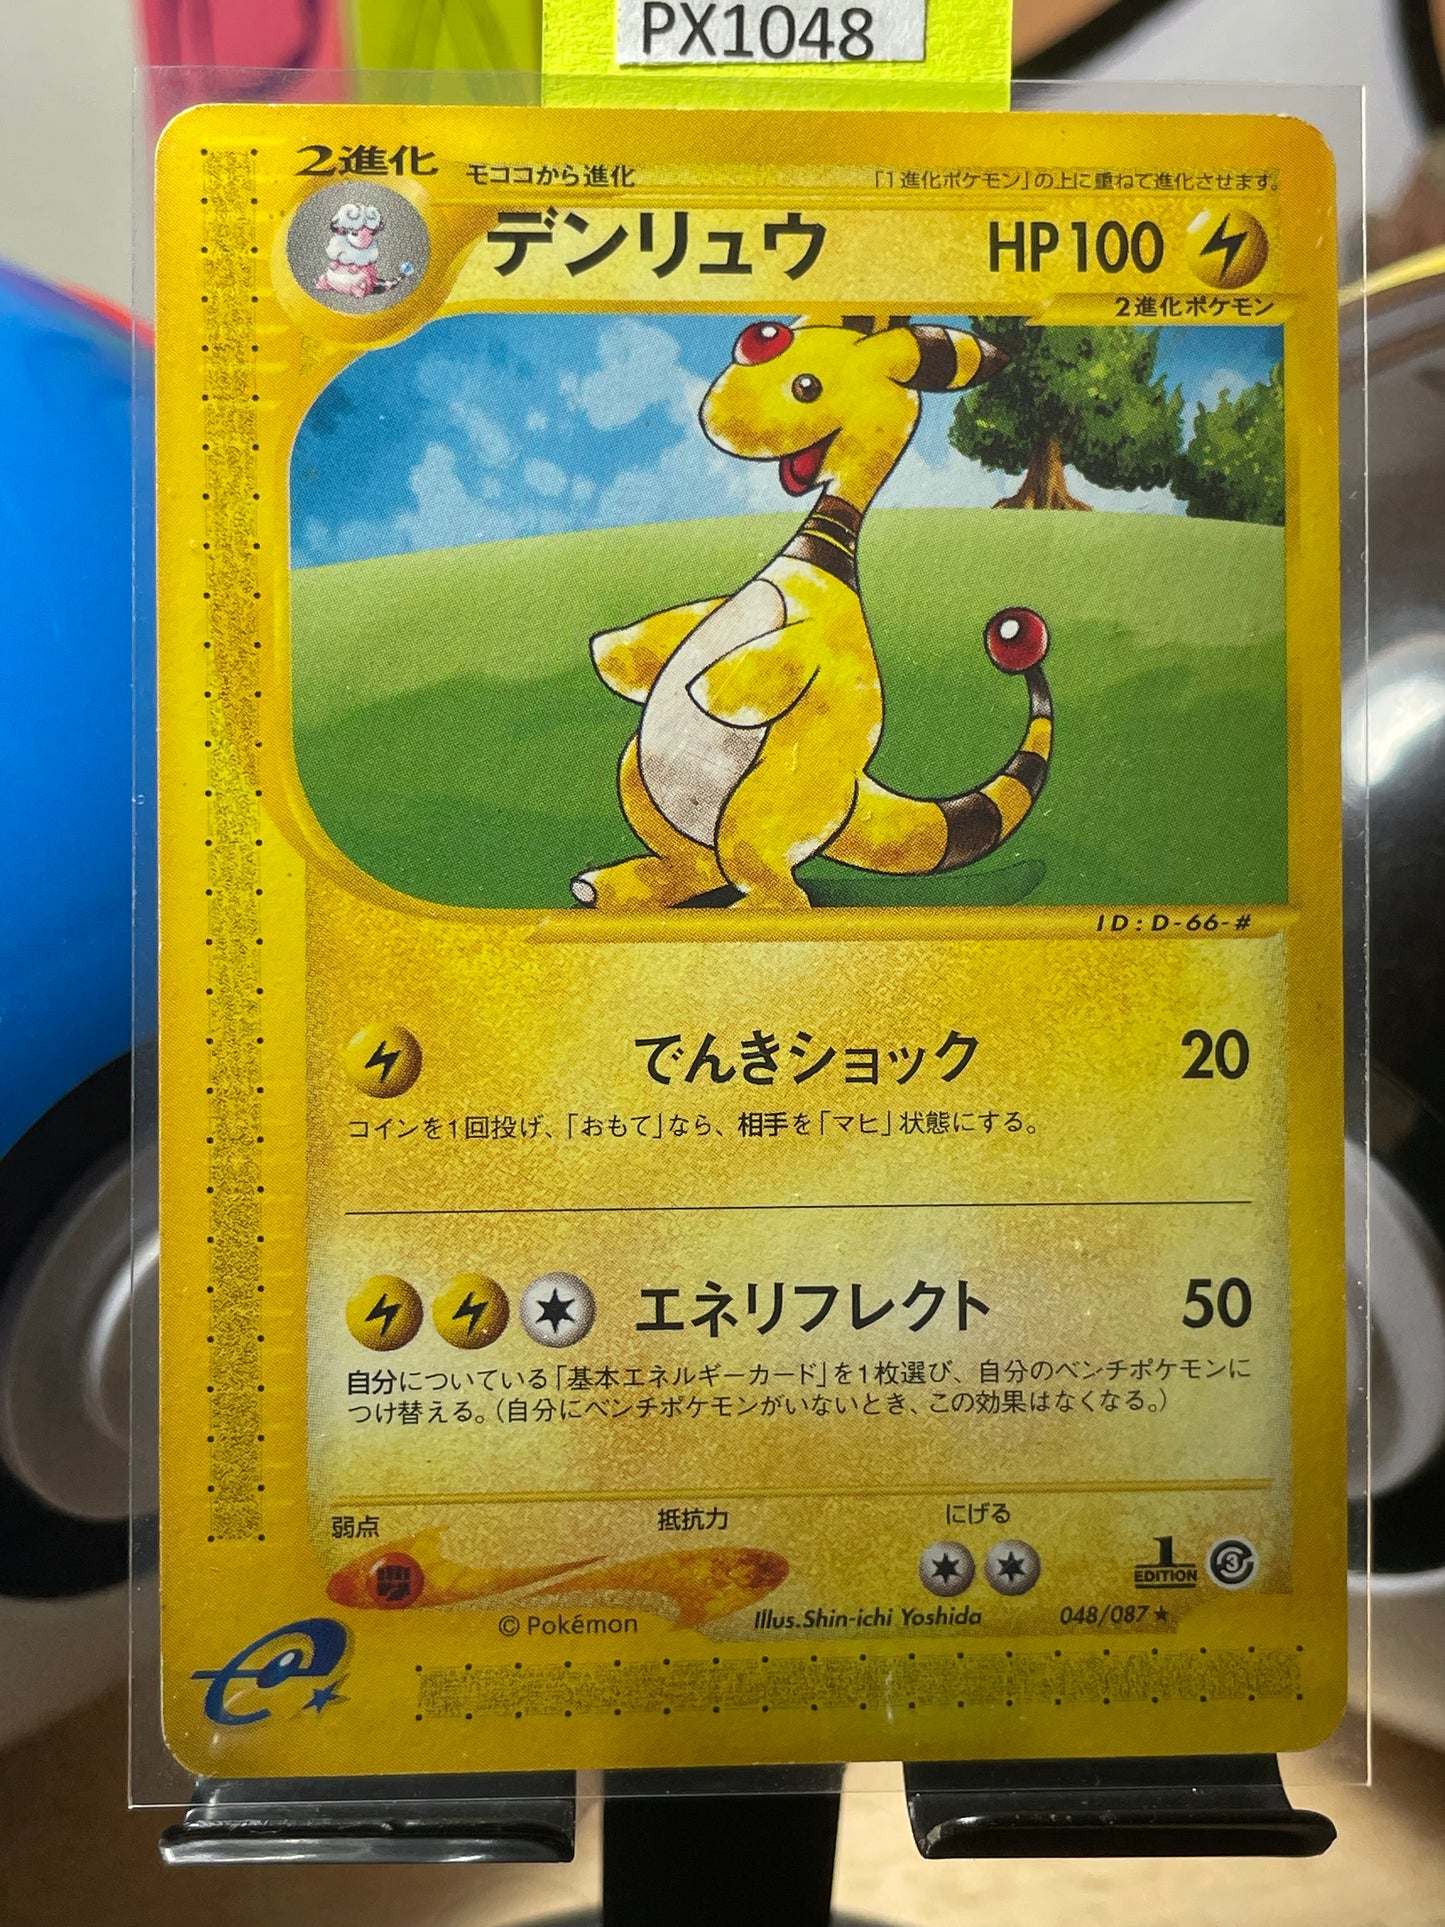 PX1048
2進化
モココから進化
「1進化ポケモン」の上に重ねて進化させます。
デンリュウ
HP100
2進化ポケモン
ID:D-66-#
でんきショック
20
コインを1回投げ、「おもて」なら、相手を「マヒ」状態にする。
エネリフレクト
50
自分についている「基本エネルギーカード」を1枚選び、自分のベンチポケモンに
つけ替える。(自分にベンチポケモンがいないとき、この効果はなくなる。)
弱点
抵抗力
にげる
1
EDITION
3
© Pokémon
Illus.Shin-ichi Yoshida
048/087★
e